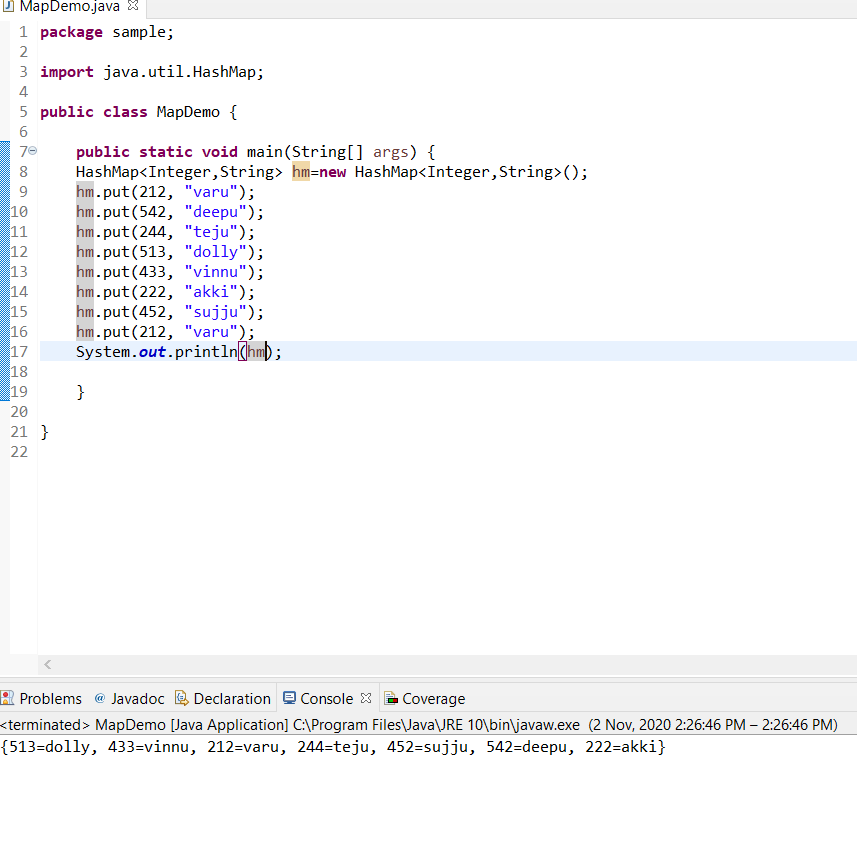 MapDemo.java
1 package sample;
2
3 import java.util.HashMap;
4
5 public class MapDemo {
6
7 public static void main(String[] args) {
8 HashMap<Integer,String> hm=new HashMap<Integer,String>();
9 hm.put(212, "varu");
10 hm.put(542, "deepu");
11 hm.put(244, "teju");
12 hm.put(513, "dolly");
13 hm.put(433, "vinnu");
14 hm.put(222, "akki");
15 hm.put(452, "sujju");
16 hm.put(212, "varu");
17 System.out.println(hm);
18
19 }
20
21 }
22
Problems @ Javadoc Declaration Console Coverage
<terminated> MapDemo [Java Application] C:\Program Files\Java\JRE 10\bin\javaw.exe (2 Nov, 2020 2:26:46 PM – 2:26:46 PM)
{513=dolly, 433=vinnu, 212=varu, 244=teju, 452=sujju, 542=deepu, 222=akki}